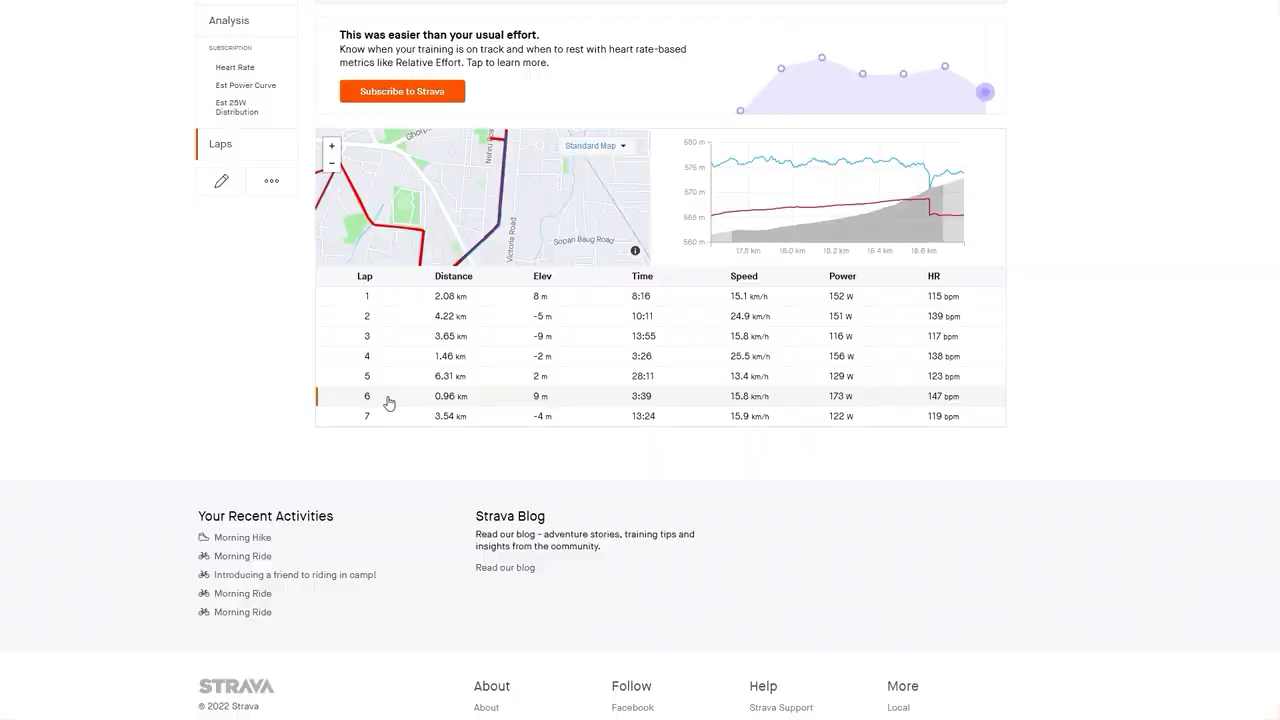 Analysis
SUBSCRIPTION
Heart Rate
Est Power Curve
Est 25W
Distribution
Laps
This was easier than your usual effort.
Know when your training is on track and when to rest with heart rate-based
metrics like Relative Effort. Tap to learn more.
Subscribe to Strava
+
−
Standard Map
Victoria Road
Sopan Baug Road
580 m
575 m
670 m
665 m
560 m
18.0 km
18.2 km
18.4 km
18.6 km
Lap Distance Elev Time Speed Power HR
1 2.08 km 8 m 8:16 15.1 km/h 152 W 115 bpm
2 4.22 km -5 m 10:11 24.9 km/h 151 W 139 bpm
3 3.65 km -9 m 13:55 15.8 km/h 116 W 117 bpm
4 1.46 km -2 m 3:26 25.5 km/h 156 W 138 bpm
5 6.31 km 2 m 28:11 13.4 km/h 129 W 123 bpm
6 0.96 km 9 m 3:39 15.8 km/h 173 W 147 bpm
7 3.54 km -4 m 13:24 15.9 km/h 122 W 119 bpm
Your Recent Activities
Morning Hike
Morning Ride
Introducing a friend to riding in camp!
Morning Ride
Morning Ride
Strava Blog
Read our blog - adventure stories, training tips and
insights from the community.
Read our blog
STRAVA
© 2022 Strava
About
About
Follow
Facebook
Help
Strava Support
More
Local